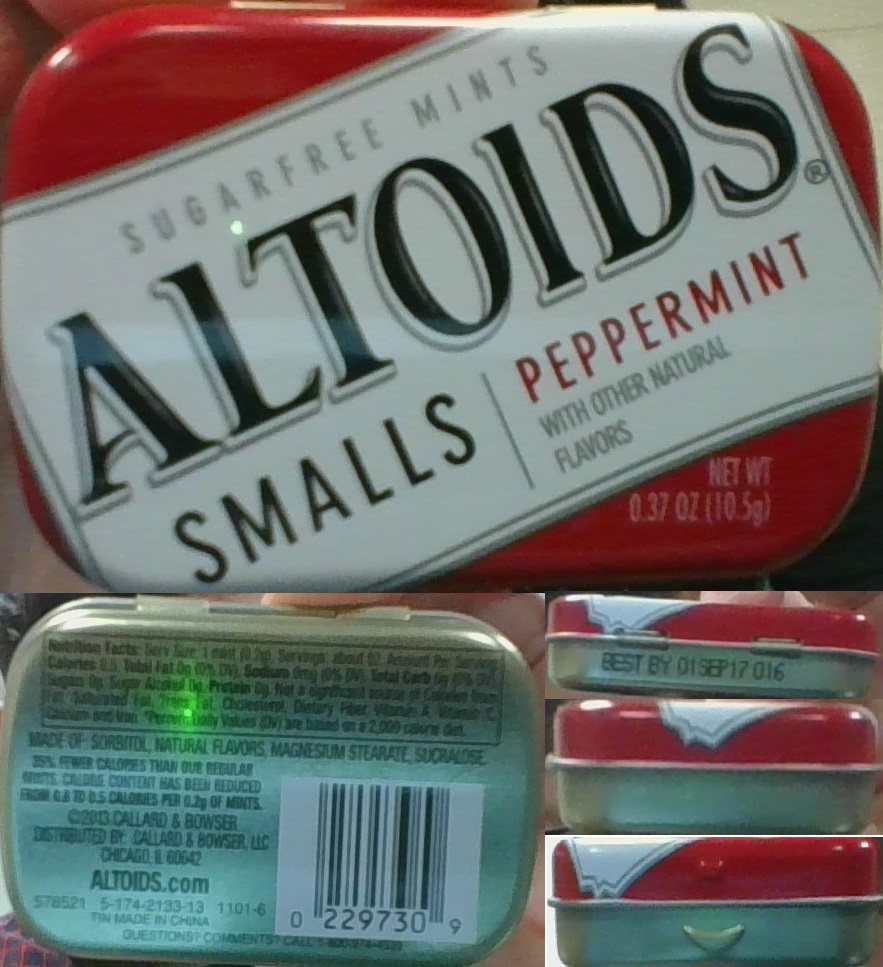 SUGARFREE MINTS
ALTOIDS®
SMALLS
PEPPERMINT
WITH OTHER NATURAL
FLAVORS
NET WT
0.37 OZ (10.5g)
Nutrition Facts: Serv Size: 1 mint (0.2g), Servings: about 52 Amount Per Serving:
Calories 0.5 Total Fat 0g (0% DV), Sodium 0mg (0% DV), Total Carb 0g (0% DV),
Sugars 0g, Sugar Alcohol 0g, Protein 0g. Not a significant source of Calories from
Fat, Saturated Fat, Trans Fat, Cholesterol, Dietary Fiber, Vitamin A, Vitamin C,
Calcium and Iron. *Percent Daily Values (DV) are based on a 2,000 calorie diet.
MADE OF: SORBITOL, NATURAL FLAVORS, MAGNESIUM STEARATE, SUCRALOSE.
35% FEWER CALORIES THAN OUR REGULAR
MINTS. CALORIE CONTENT HAS BEEN REDUCED
FROM 0.8 TO 0.5 CALORIES PER 0.2g OF MINTS.
©2013 CALLARD & BOWSER
DISTRIBUTED BY: CALLARD & BOWSER, LLC
CHICAGO, IL 60642
ALTOIDS.com
578521 5-174-2133-13 1101-6
TIN MADE IN CHINA
QUESTIONS? COMMENTS? CALL
0 229730 9
BEST BY 01SEP17 016